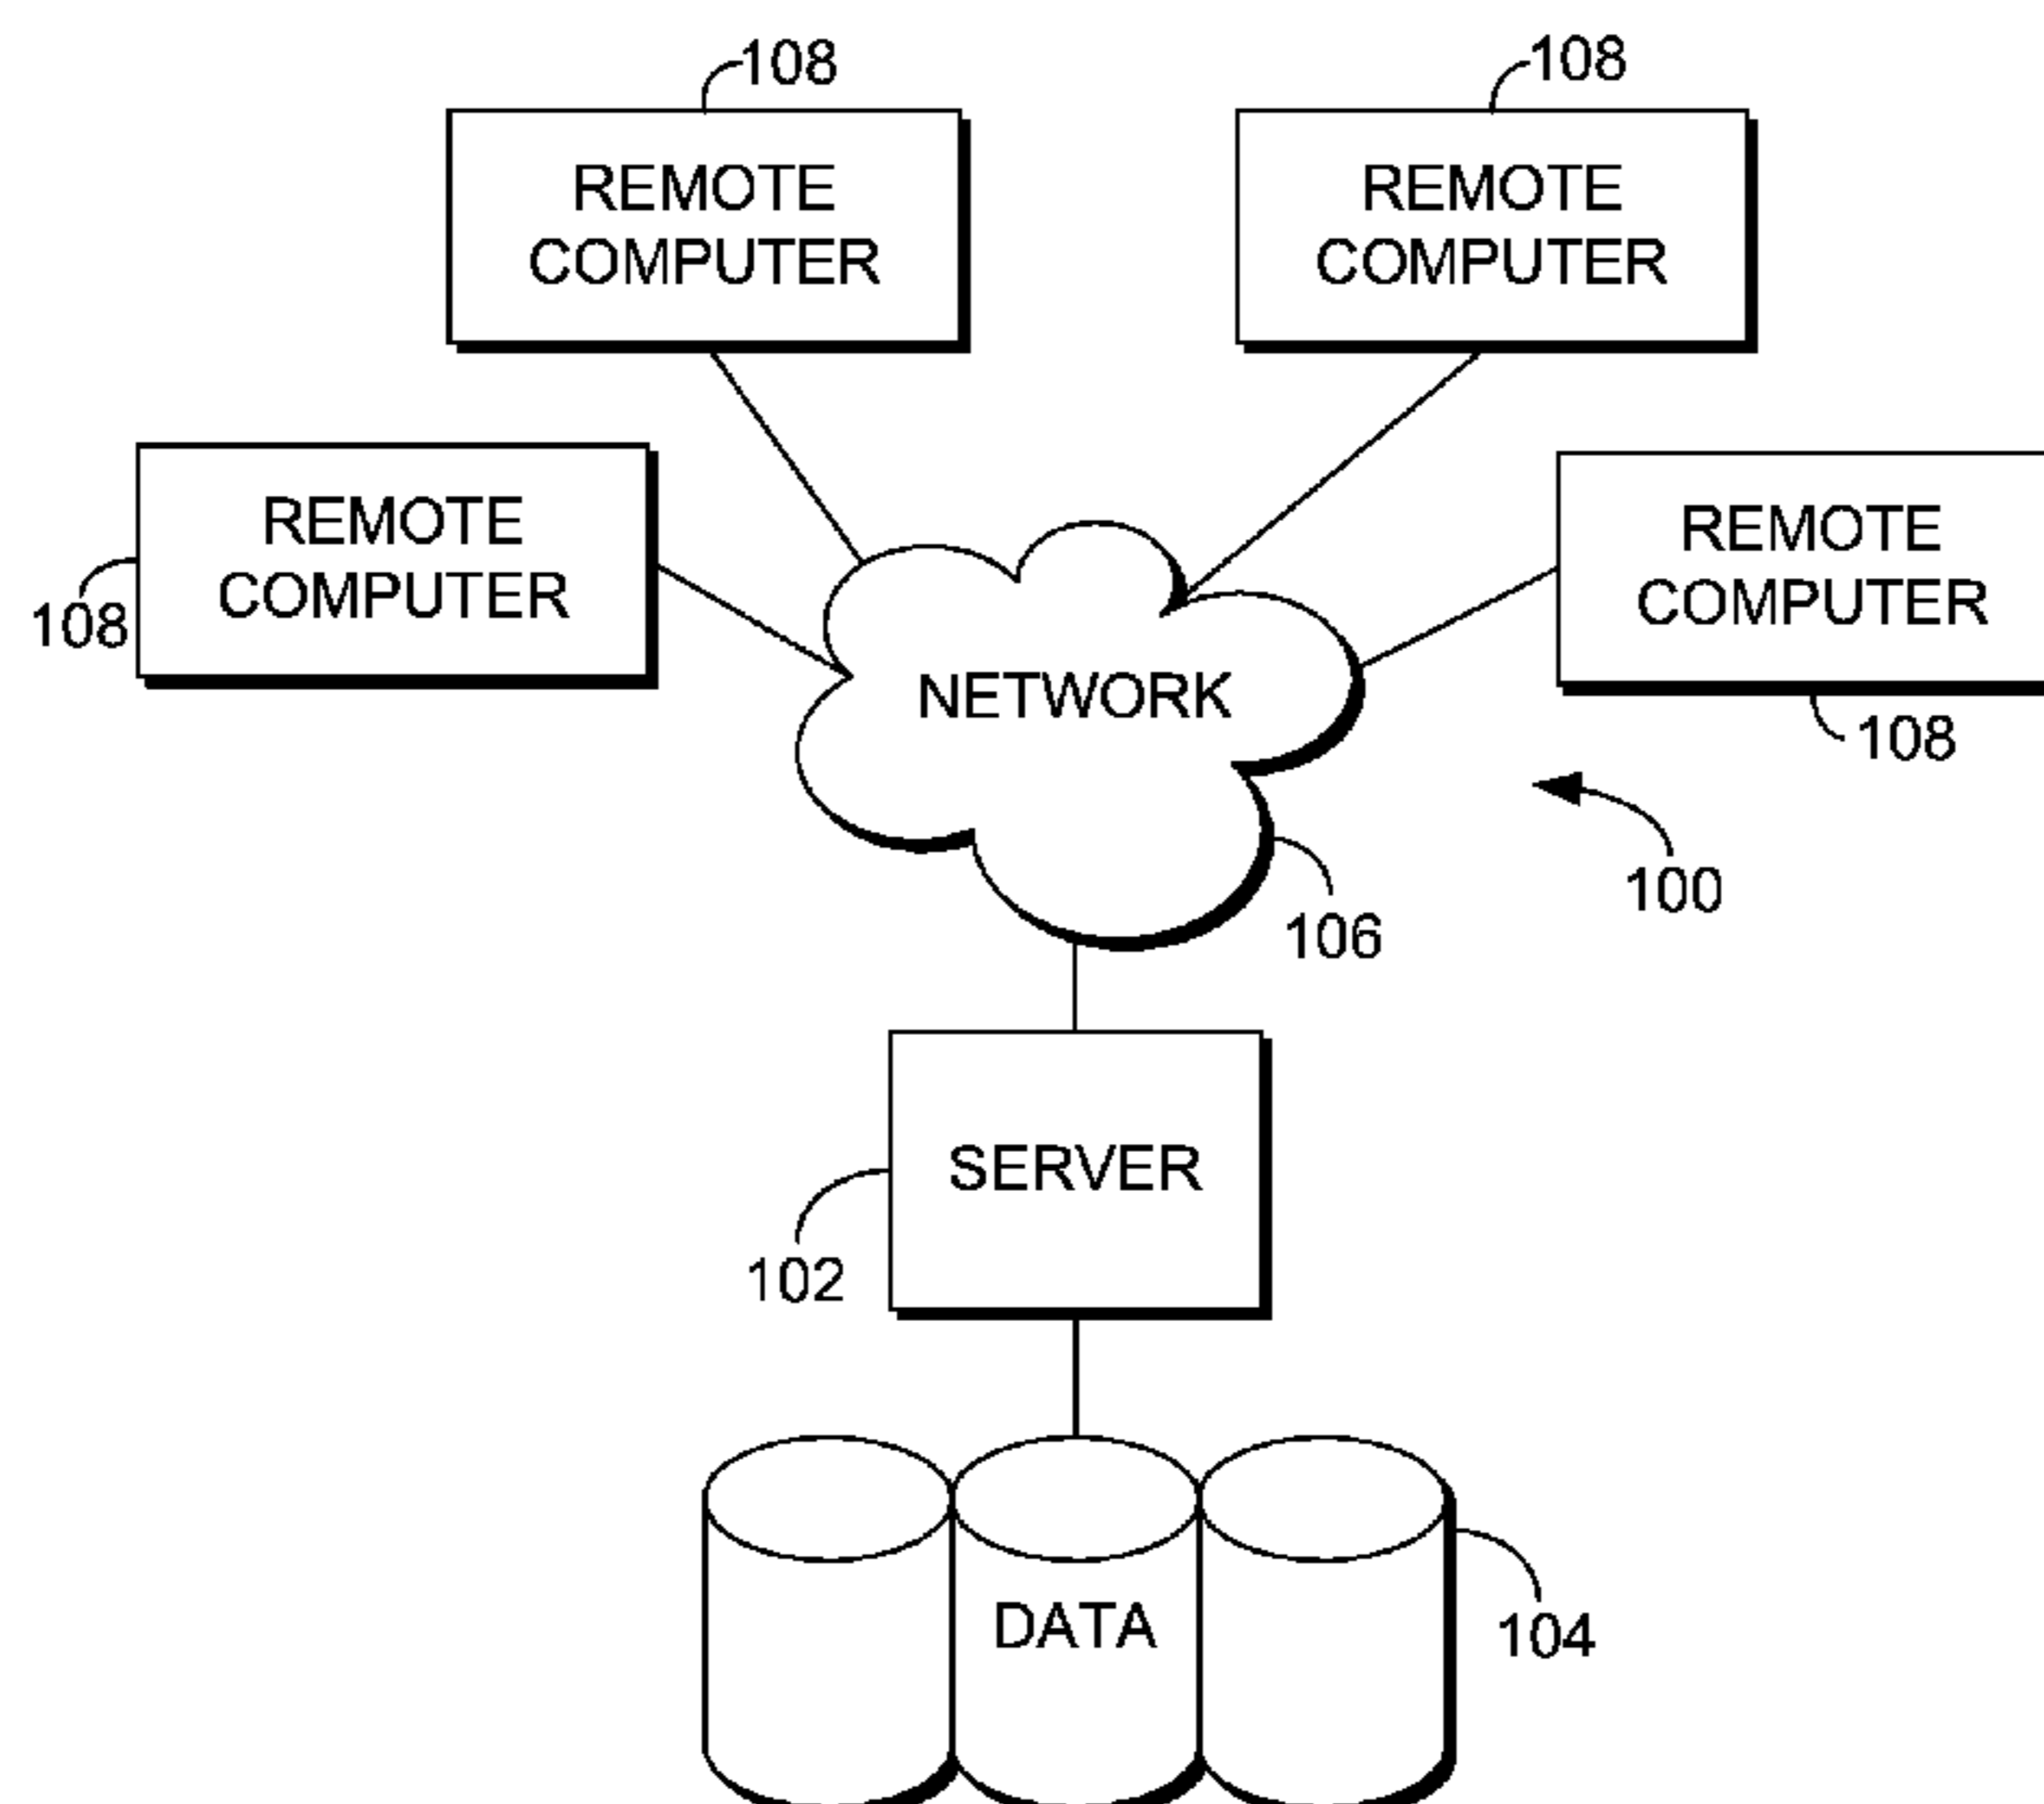 108
108
REMOTE
COMPUTER
REMOTE
COMPUTER
REMOTE
COMPUTER
REMOTE
COMPUTER
108
NETWORK
108
100
106
SERVER
102
DATA
104